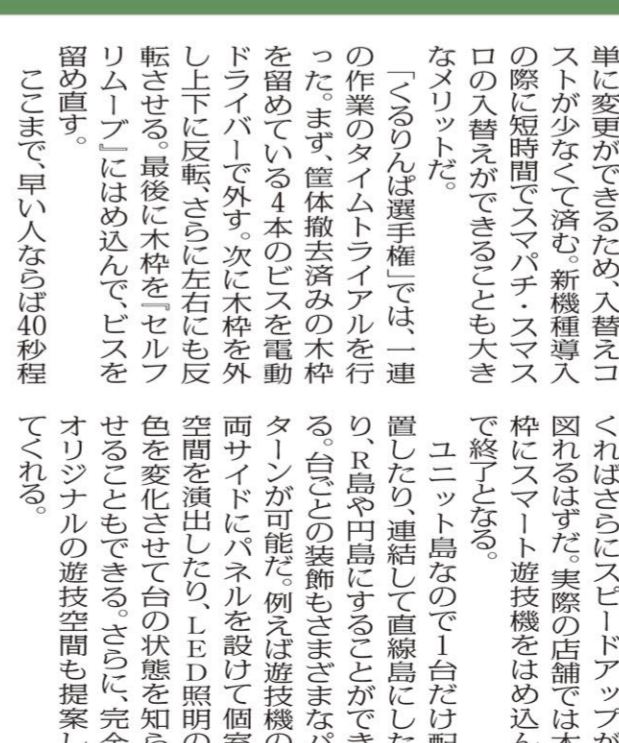 単に変更ができるため、入替えコ
ストが少なくて済む。新機種導入
の際に短時間でスマパチ・スマス
ロの入替えができることも大き
なメリットだ。
「くるりんぱ選手権」では、一連
の作業のタイムトライアルを行
った。まず、筐体撤去済みの木枠
を留めている4本のビスを電動
ドライバーで外す。次に木枠を外
し上下に反転、さらに左右にも反
転させる。最後に木枠を『セルフ
リムーブ』にはめ込んで、ビスを
留め直す。
ここまで、早い人ならば40秒程
くればさらにスピードアップが
図れるはずだ。実際の店舗では木
枠にスマート遊技機をはめ込ん
で終了となる。
ユニット島なので1台だけ配
置したり、連結して直線島にした
り、R島や円島にすることができ
る。台ごとの装飾もさまざまなパ
ターンが可能だ。例えば遊技機の
両サイドにパネルを設けて個室
空間を演出したり、LED照明の
色を変化させて台の状態を知ら
せることもできる。さらに、完全
オリジナルの遊技空間も提案し
てくれる。